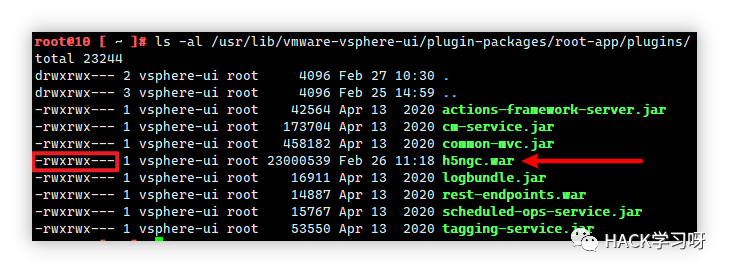 root@10 [ ~ ]# ls -al /usr/lib/vmware-vsphere-ui/plugin-packages/root-app/plugins/
total 23244
drwxrwx--- 2 vsphere-ui root     4096 Feb 27 10:30 .
drwxrwx--- 3 vsphere-ui root     4096 Feb 25 14:59 ..
-rwxrwx--- 1 vsphere-ui root    42564 Apr 13  2020 actions-framework-server.jar
-rwxrwx--- 1 vsphere-ui root   173704 Apr 13  2020 cm-service.jar
-rwxrwx--- 1 vsphere-ui root   458182 Apr 13  2020 common-mvc.jar
-rwxrwx--- 1 vsphere-ui root 23000539 Feb 26 11:18 h5ngc.war
-rwxrwx--- 1 vsphere-ui root    16911 Apr 13  2020 logbundle.jar
-rwxrwx--- 1 vsphere-ui root    14887 Apr 13  2020 rest-endpoints.war
-rwxrwx--- 1 vsphere-ui root    15767 Apr 13  2020 scheduled-ops-service.jar
-rwxrwx--- 1 vsphere-ui root    53550 Apr 13  2020 tagging-service.jar
HACK学习呀